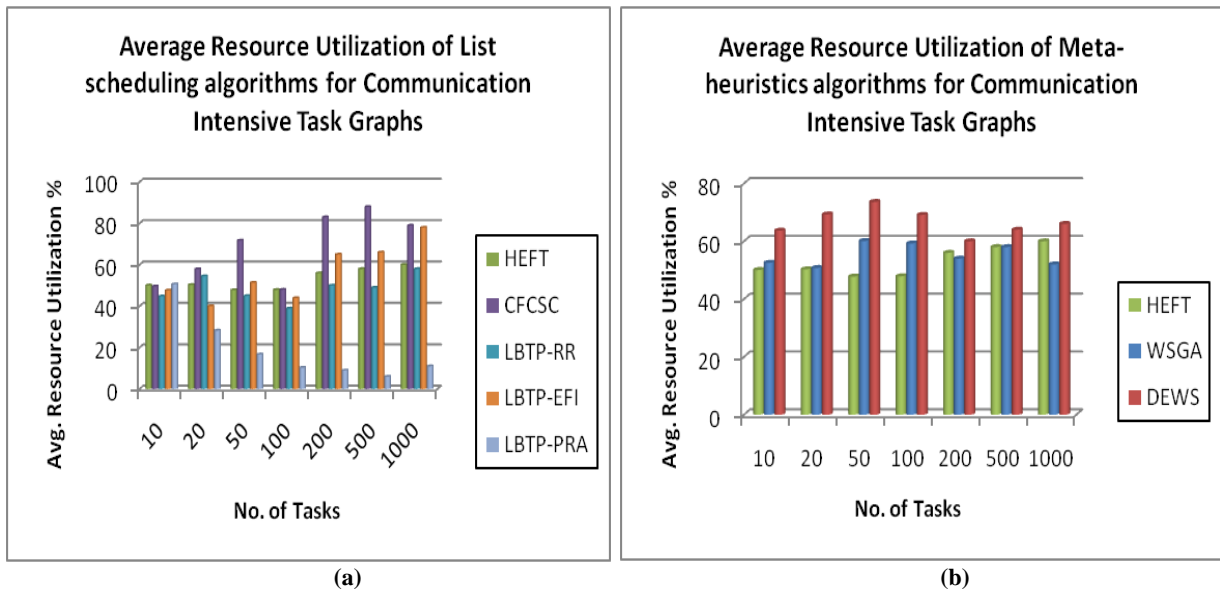 Average Resource Utilization of List
scheduling algorithms for Communication
Intensive Task Graphs
Avg. Resource Utilization %
100
80
60
40
20
0
10
20
50
100
200
500
1000
No. of Tasks
HEFT
CFCSC
LBTP-RR
LBTP-EFI
LBTP-PRA
(a)
Average Resource Utilization of Meta-
heuristics algorithms for Communication
Intensive Task Graphs
Avg. Resource Utilization %
80
60
40
20
0
10 20 50 100 200 500 1000
No. of Tasks
HEFT
WSGA
DEWS
(b)